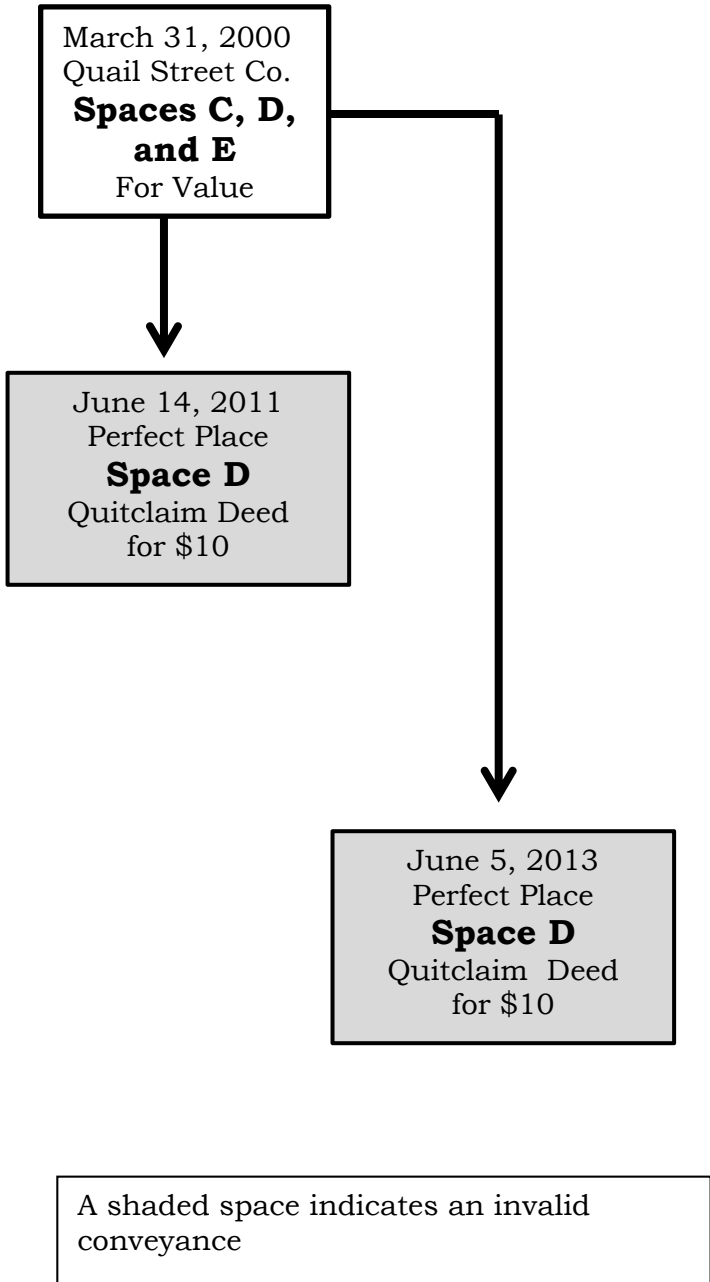 March 31, 2000
Quail Street Co.
Spaces C, D,
and E
For Value
June 14, 2011
Perfect Place
Space D
Quitclaim Deed
for $10
June 5, 2013
Perfect Place
Space D
Quitclaim Deed
for $10
A shaded space indicates an invalid
conveyance